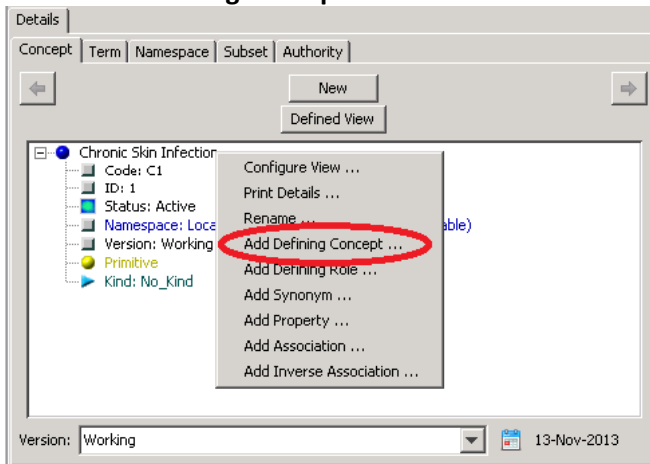 Details
Concept Term Namespace Subset Authority
New
Defined View
Chronic Skin Infection
Code: C1
ID: 1
Status: Active
Namespace: Loca able)
Version: Working
Primitive
Kind: No_Kind
Configure View ...
Print Details ...
Rename ...
Add Defining Concept ...
Add Defining Role ...
Add Synonym ...
Add Property ...
Add Association ...
Add Inverse Association ...
Version: Working 13-Nov-2013